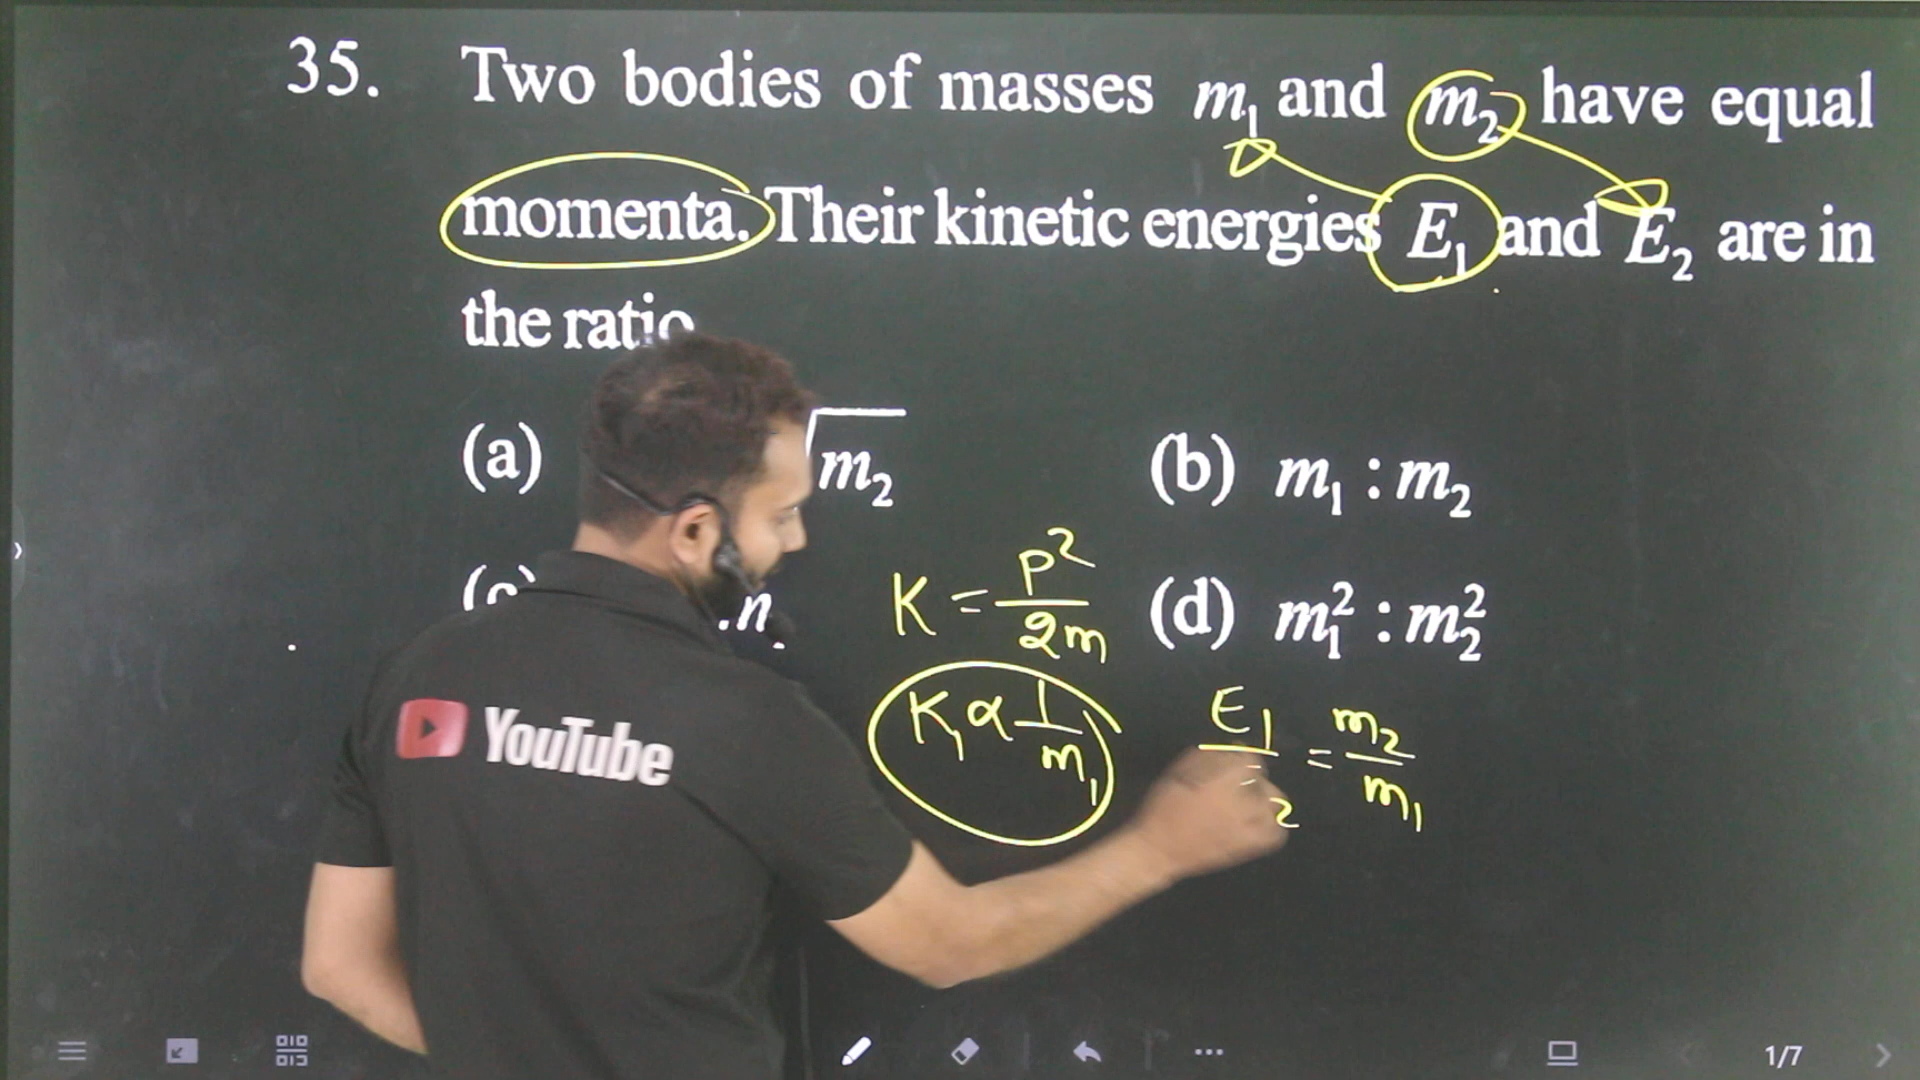 35. Two bodies of masses m₁ and m₂ have equal
momenta. Their kinetic energies E₁ and E₂ are in
the ratio
(a) √m₂
(b) m₁ : m₂
(d) m₁² : m₂²
K = P²/2m
K₁ ∝ 1/m₁
E₁/E₂ = m₂/m₁
YouTube
1/7